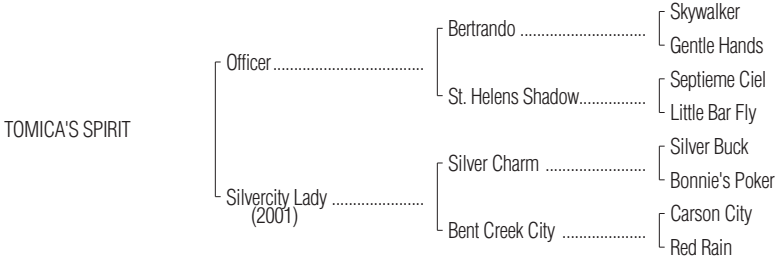 Skywalker
Bertrando ..............................
Gentle Hands
Officer....................................
Septieme Ciel
St. Helens Shadow................
Little Bar Fly
TOMICA'S SPIRIT
Silver Buck
Silver Charm ........................
Bonnie's Poker
Silvercity Lady ......................
(2001)
Carson City
Bent Creek City ....................
Red Rain